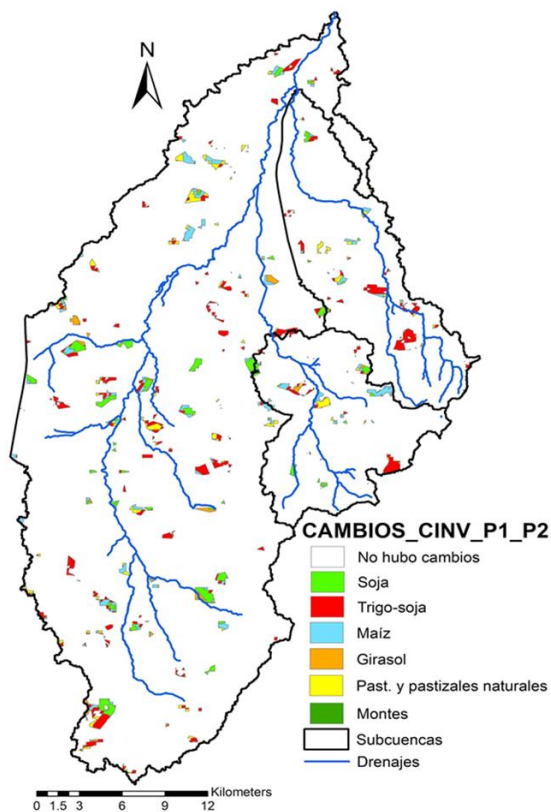 N
CAMBIOS_CINV_P1_P2
No hubo cambios
Soja
Trigo-soja
Maíz
Girasol
Past. y pastizales naturales
Montes
Subcuencas
Drenajes
Kilometers
0 1.5 3 6 9 12